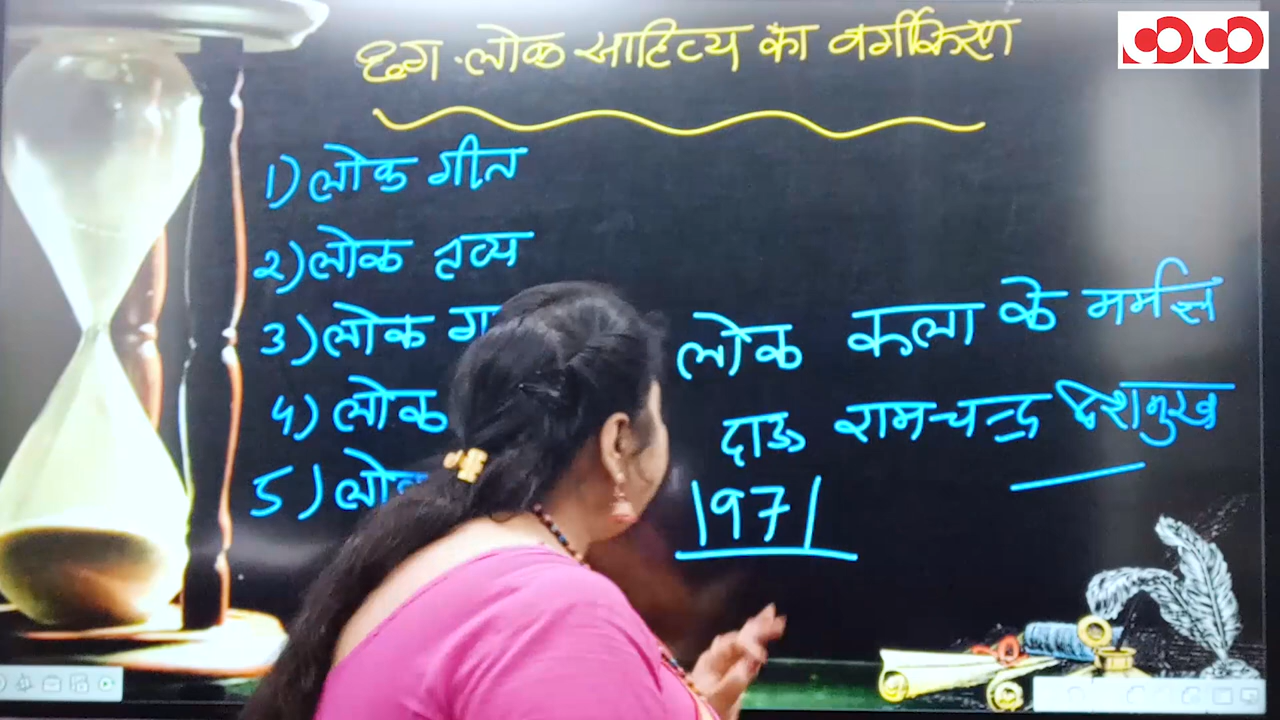 छग. लोक साहित्य का वर्गीकरण
1) लोक गीत
2) लोक नृत्य
3) लोक
4) लोक
5)
लोक कला के मर्मज्ञ
दाऊ रामचन्द्र देशमुख
1971